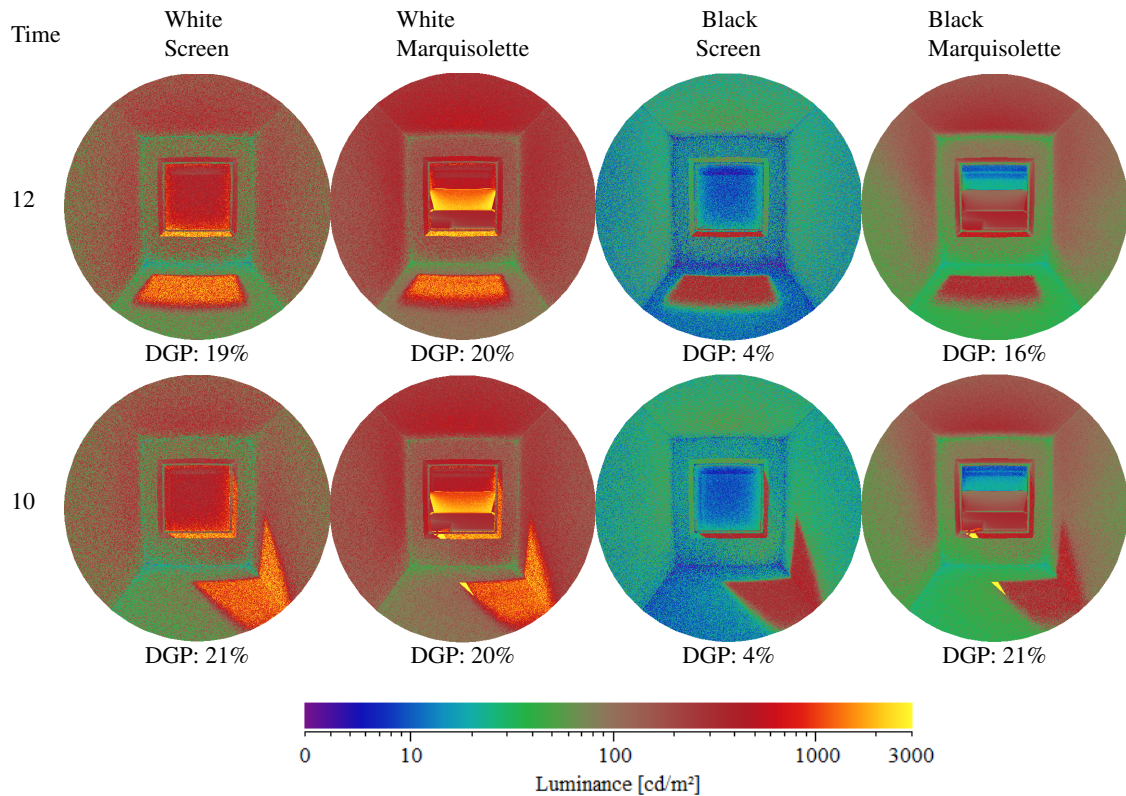 Time
White
Screen
White
Marquisolette
Black
Screen
Black
Marquisolette
12
DGP: 19%
DGP: 20%
DGP: 4%
DGP: 16%
10
DGP: 21%
DGP: 20%
DGP: 4%
DGP: 21%
0 10 100 1000 3000
Luminance [cd/m²]